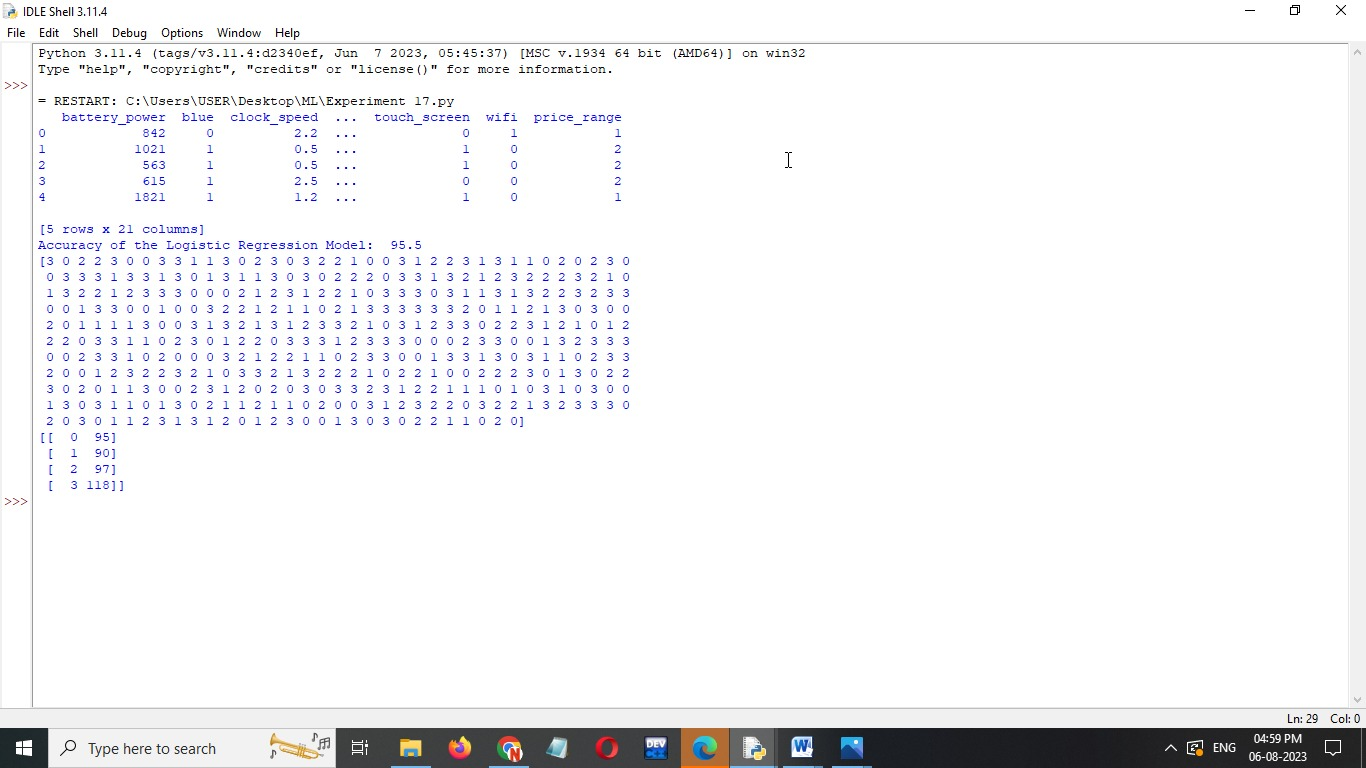 IDLE Shell 3.11.4
File Edit Shell Debug Options Window Help
Python 3.11.4 (tags/v3.11.4:d2340ef, Jun  7 2023, 05:45:37) [MSC v.1934 64 bit (AMD64)] on win32
Type "help", "copyright", "credits" or "license()" for more information.
>>>
= RESTART: C:\Users\USER\Desktop\ML\Experiment 17.py
   battery_power  blue  clock_speed  ...  touch_screen  wifi  price_range
0            842     0          2.2  ...             0     1            1
1           1021     1          0.5  ...             1     0            2
2            563     1          0.5  ...             1     0            2
3            615     1          2.5  ...             0     0            2
4           1821     1          1.2  ...             1     0            1
[5 rows x 21 columns]
Accuracy of the Logistic Regression Model:  95.5
[3 0 2 2 3 0 0 3 3 1 1 3 0 2 3 0 3 2 2 1 0 0 3 1 2 2 3 1 3 1 1 0 2 0 2 3 0
 0 3 3 3 1 3 3 1 3 0 1 3 1 1 3 0 3 0 2 2 2 0 3 3 1 3 2 1 2 3 2 2 2 3 2 1 0
 1 3 2 2 1 2 3 3 3 0 0 0 2 1 2 3 1 2 2 1 0 3 3 3 0 3 1 1 3 1 3 2 2 3 2 3 3
 0 0 1 3 3 0 0 1 0 0 3 2 2 1 2 1 1 0 2 1 3 3 3 3 3 3 2 0 1 1 2 1 3 0 3 0 0
 2 0 1 1 1 1 3 0 0 3 1 3 2 1 3 1 2 3 3 2 1 0 3 1 2 3 3 0 2 2 3 1 2 1 0 1 2
 2 2 0 3 3 1 1 0 2 3 0 1 2 2 0 3 3 3 1 2 3 3 3 0 0 0 2 3 3 0 0 1 3 2 3 3 3
 0 0 2 3 3 1 0 2 0 0 0 3 2 1 2 2 1 1 0 2 3 3 0 0 1 3 3 1 3 0 3 1 1 0 2 3 3
 2 0 0 1 2 3 2 2 3 2 1 0 3 3 2 1 3 2 2 2 1 0 2 2 1 0 0 2 2 2 3 0 1 3 0 2 2
 3 0 2 0 1 1 3 0 0 2 3 1 2 0 2 0 3 0 3 3 2 3 1 2 2 1 1 1 0 1 0 3 1 0 3 0 0
 1 3 0 3 1 1 0 1 3 0 2 1 1 2 1 1 0 2 0 0 3 1 2 3 2 2 0 3 2 2 1 3 2 3 3 3 0
 2 0 3 0 1 1 2 3 1 3 1 2 0 1 2 3 0 0 1 3 0 3 0 2 2 1 1 0 2 0]
[[  0  95]
 [  1  90]
 [  2  97]
 [  3 118]]
>>>
Ln: 29 Col: 0
Type here to search
DEV
ENG
04:59 PM
06-08-2023